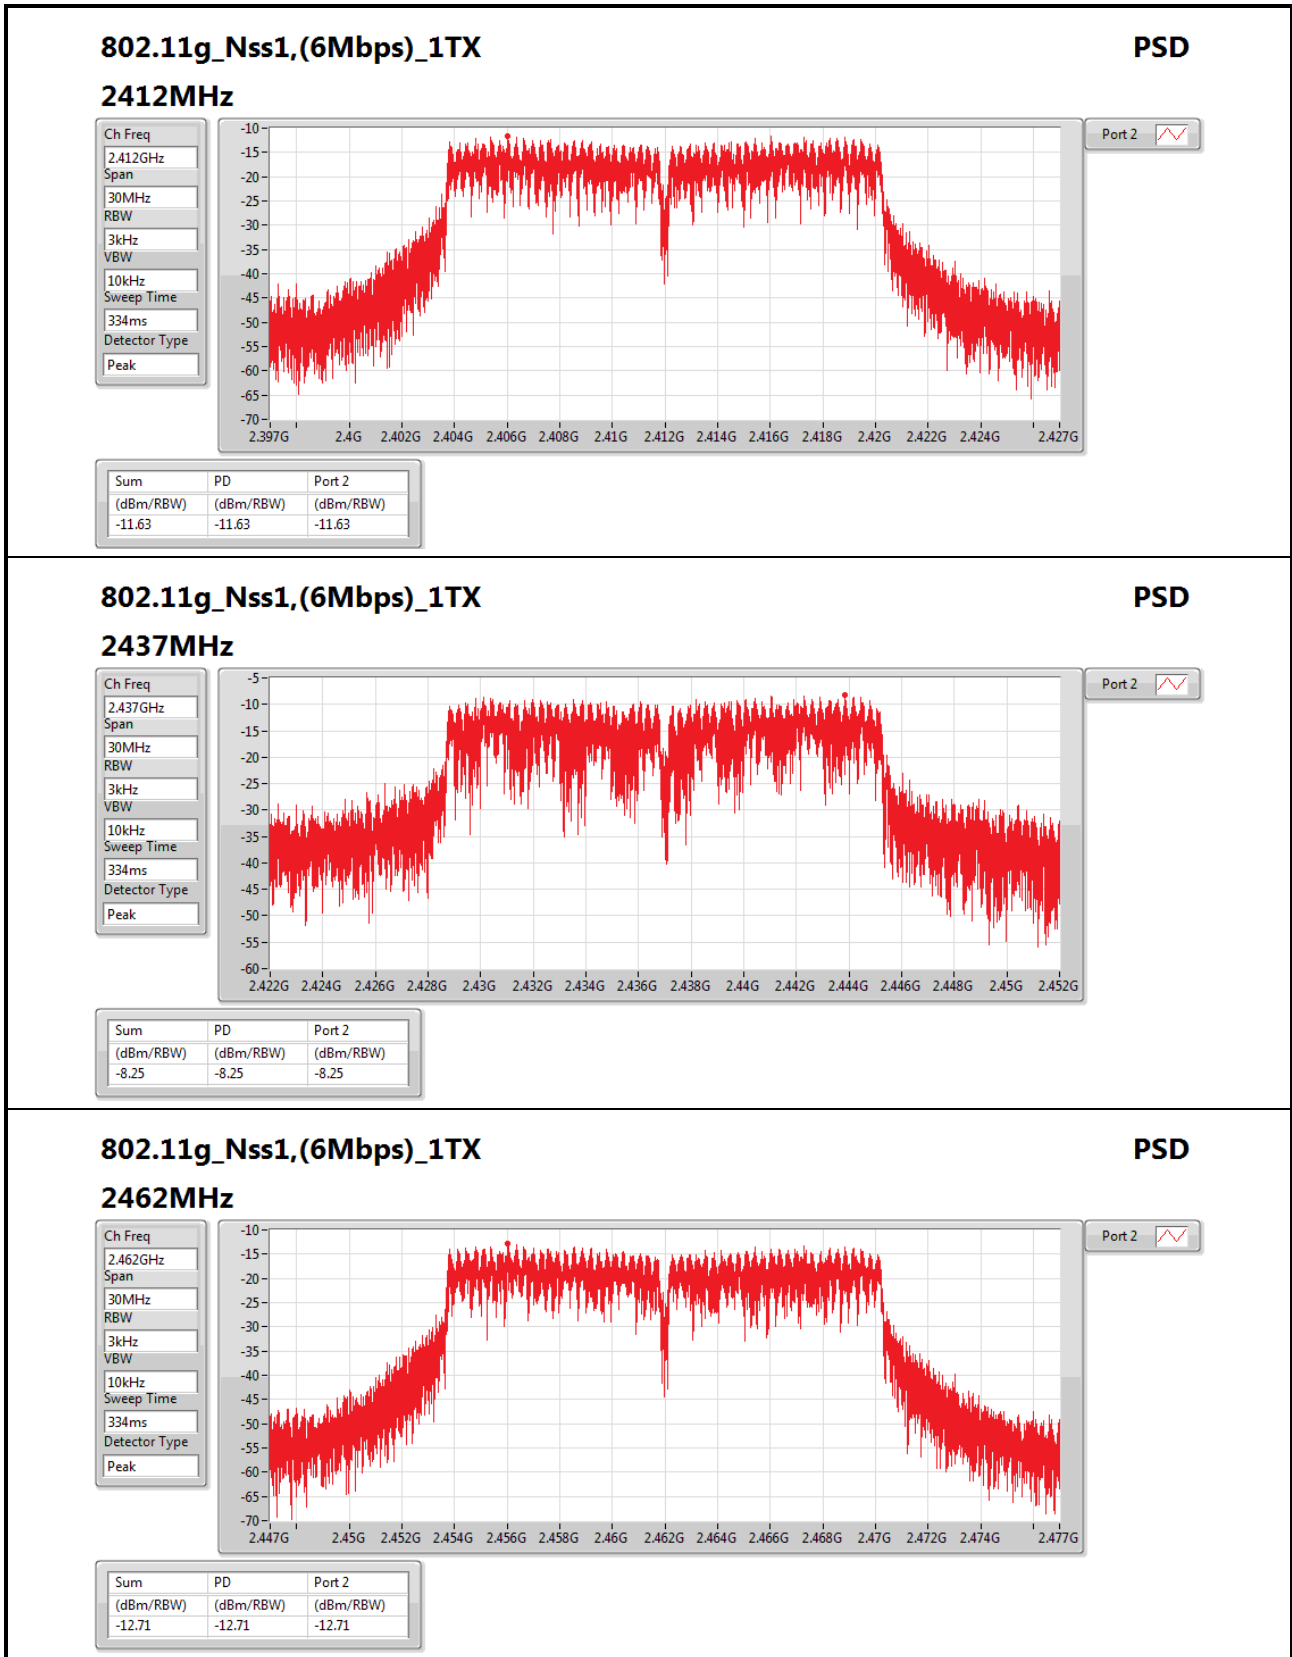 802.11g_Nss1,(6Mbps)_1TX PSD
2412MHz
Ch Freq
2.412GHz
Span
30MHz
RBW
3kHz
VBW
10kHz
Sweep Time
334ms
Detector Type
Peak
-10
-15
-20
-25
-30
-35
-40
-45
-50
-55
-60
-65
-70
2.397G 2.4G 2.402G 2.404G 2.406G 2.408G 2.41G 2.412G 2.414G 2.416G 2.418G 2.42G 2.422G 2.424G 2.427G
Port 2
Sum PD Port 2
(dBm/RBW) (dBm/RBW) (dBm/RBW)
-11.63 -11.63 -11.63
802.11g_Nss1,(6Mbps)_1TX PSD
2437MHz
Ch Freq
2.437GHz
Span
30MHz
RBW
3kHz
VBW
10kHz
Sweep Time
334ms
Detector Type
Peak
-5
-10
-15
-20
-25
-30
-35
-40
-45
-50
-55
-60
2.422G 2.424G 2.426G 2.428G 2.43G 2.432G 2.434G 2.436G 2.438G 2.44G 2.442G 2.444G 2.446G 2.448G 2.45G 2.452G
Port 2
Sum PD Port 2
(dBm/RBW) (dBm/RBW) (dBm/RBW)
-8.25 -8.25 -8.25
802.11g_Nss1,(6Mbps)_1TX PSD
2462MHz
Ch Freq
2.462GHz
Span
30MHz
RBW
3kHz
VBW
10kHz
Sweep Time
334ms
Detector Type
Peak
-10
-15
-20
-25
-30
-35
-40
-45
-50
-55
-60
-65
-70
2.447G 2.45G 2.452G 2.454G 2.456G 2.458G 2.46G 2.462G 2.464G 2.466G 2.468G 2.47G 2.472G 2.474G 2.477G
Port 2
Sum PD Port 2
(dBm/RBW) (dBm/RBW) (dBm/RBW)
-12.71 -12.71 -12.71